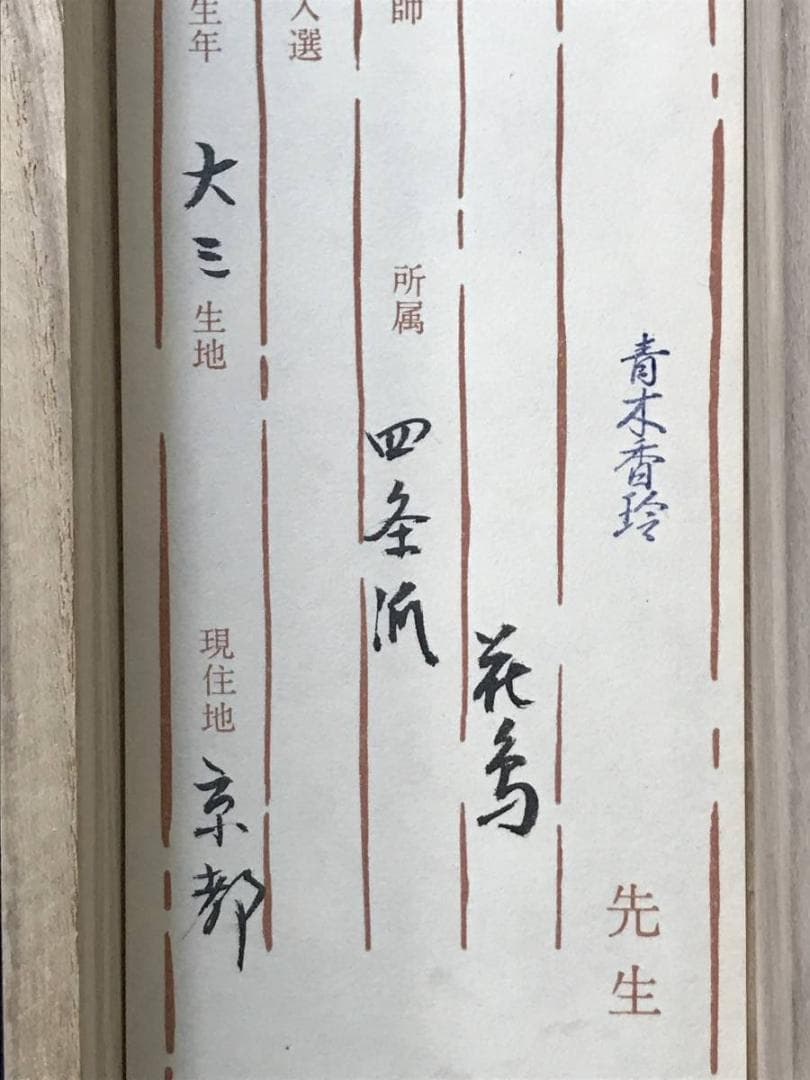 青木香玲 先生
花鳥
師 所属 四条派
入選
生年 大三 生地 現住地 京都